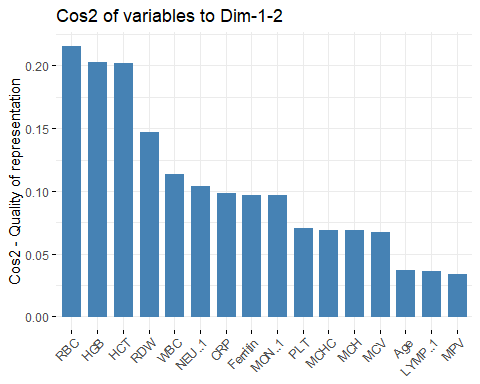 Cos2 of variables to Dim-1-2
Cos2 - Quality of representation
0.20
0.15
0.10
0.05
0.00
RBC
HGB
HCT
RDW
WBC
NEU..1
CRP
Ferritin
MON..1
PLT
MCHC
MCH
MCV
Age
LYMP..1
MPV